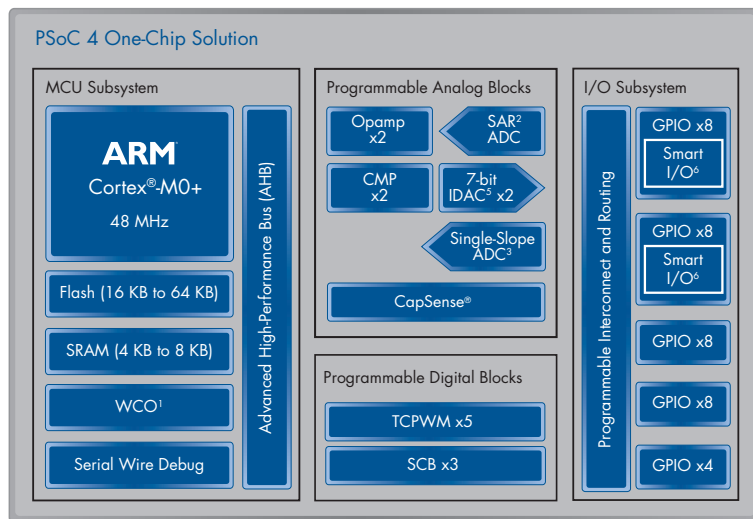 PSoC 4 One-Chip Solution
MCU Subsystem
ARM
Cortex®-M0+
48 MHz
Flash (16 KB to 64 KB)
SRAM (4 KB to 8 KB)
WCO¹
Serial Wire Debug
Advanced High-Performance Bus (AHB)
Programmable Analog Blocks
Opamp
x2
SAR²
ADC
CMP
x2
7-bit
IDAC⁵ x2
Single-Slope
ADC³
CapSense®
Programmable Digital Blocks
TCPWM x5
SCB x3
I/O Subsystem
Programmable Interconnect and Routing
GPIO x8
Smart
I/O⁶
GPIO x8
Smart
I/O⁶
GPIO x8
GPIO x8
GPIO x4